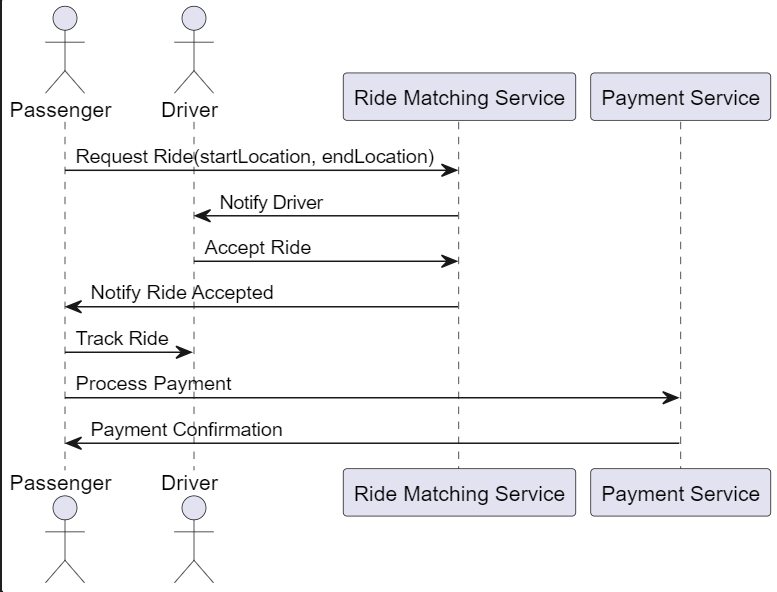 Passenger
Driver
Ride Matching Service
Payment Service
Request Ride(startLocation, endLocation)
Notify Driver
Accept Ride
Notify Ride Accepted
Track Ride
Process Payment
Payment Confirmation
Passenger
Driver
Ride Matching Service
Payment Service